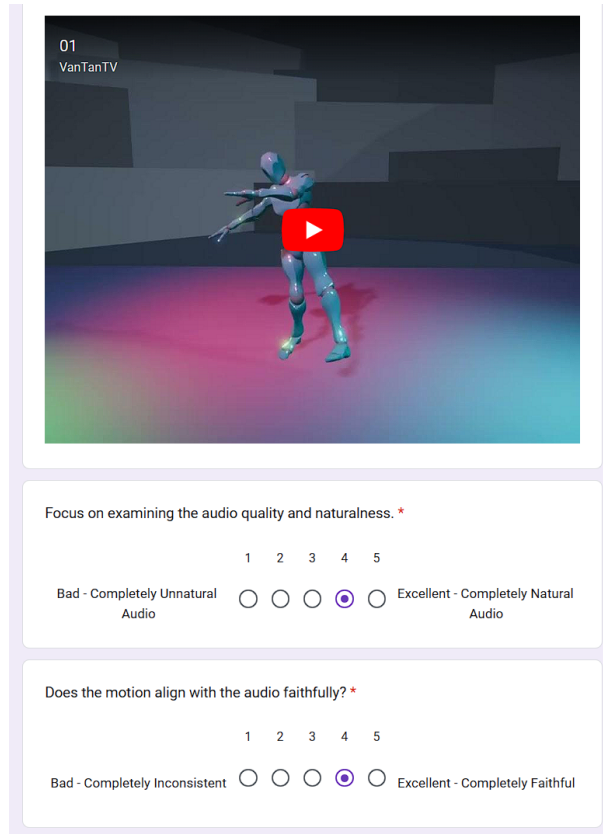 01
VanTanTV
Focus on examining the audio quality and naturalness. *
1 2 3 4 5
Bad - Completely Unnatural Audio
Excellent - Completely Natural Audio
Does the motion align with the audio faithfully? *
1 2 3 4 5
Bad - Completely Inconsistent
Excellent - Completely Faithful